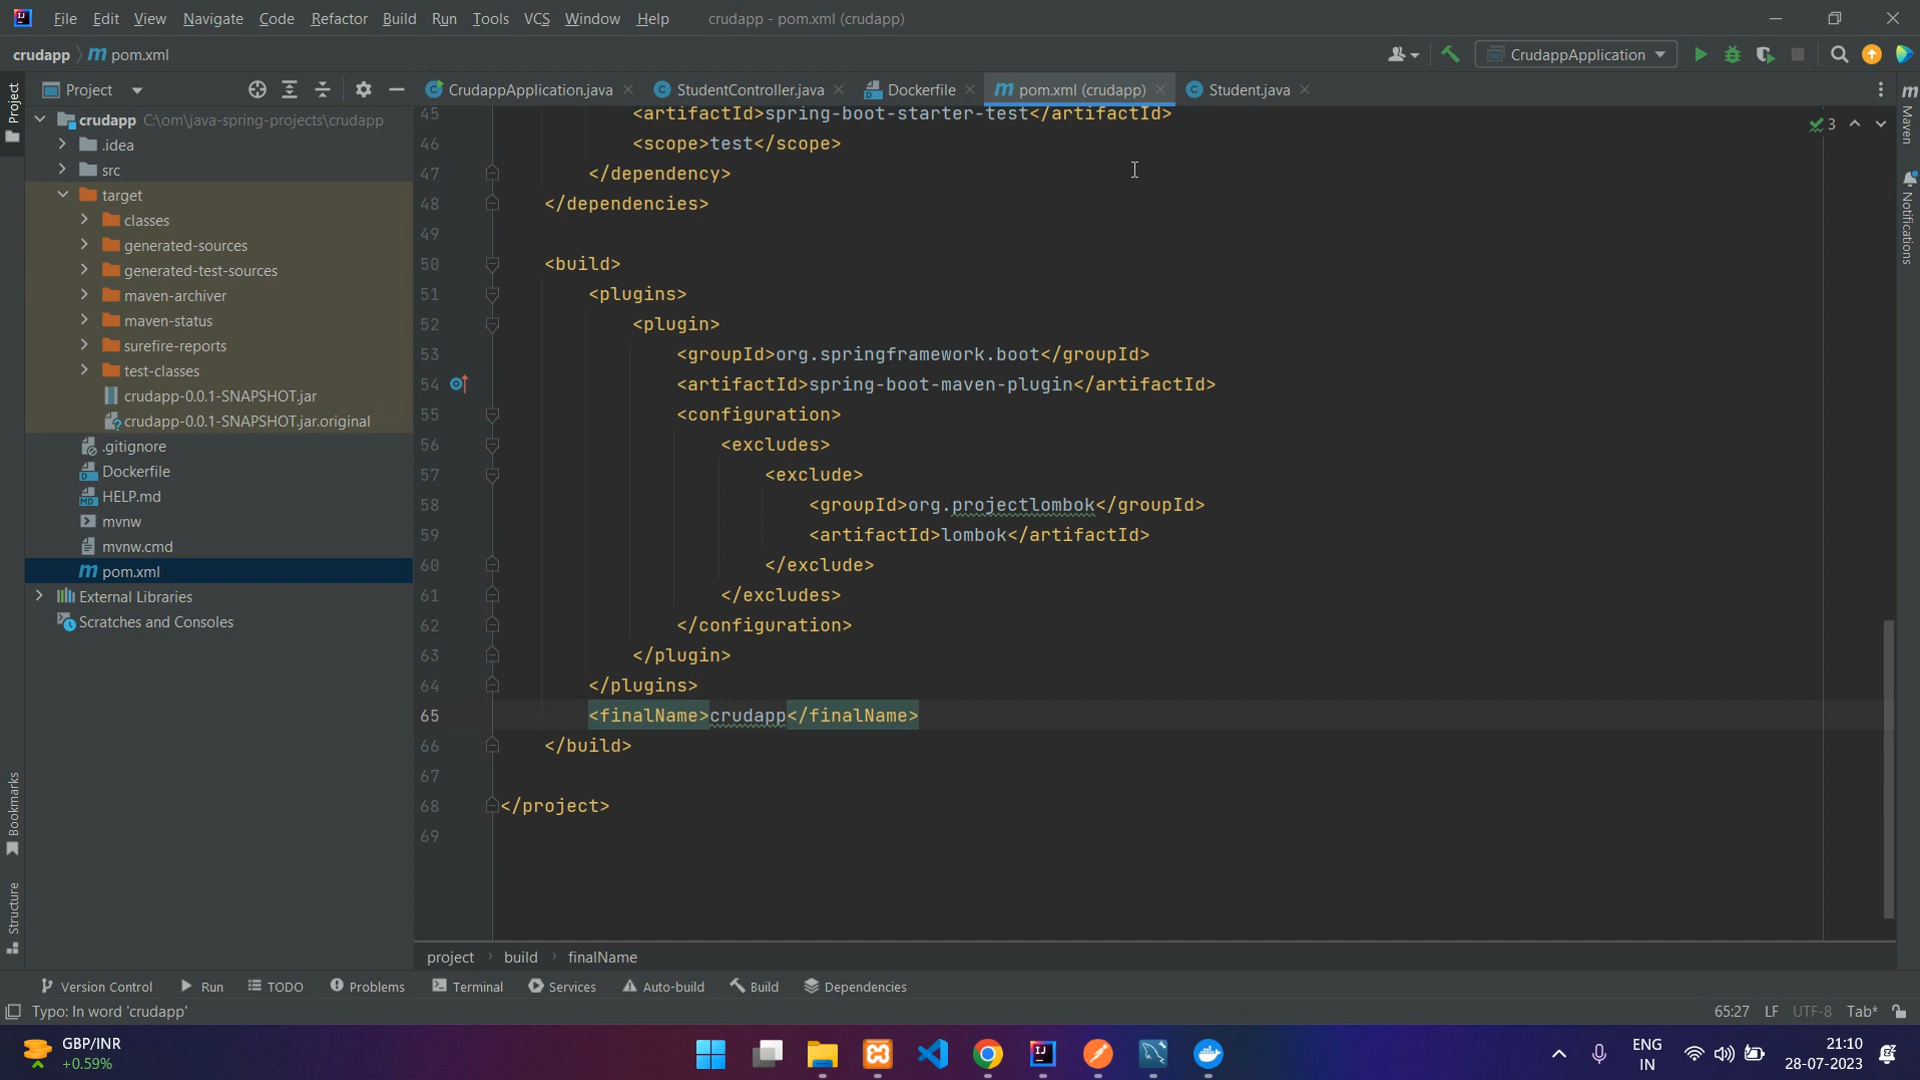 File Edit View Navigate Code Refactor Build Run Tools VCS Window Help crudapp - pom.xml (crudapp)
crudapp pom.xml CrudappApplication
Project CrudappApplication.java StudentController.java Dockerfile pom.xml (crudapp) Student.java
Project
Maven
Notifications
Bookmarks
Structure
crudapp C:\om\java-spring-projects\crudapp
.idea
src
target
classes
generated-sources
generated-test-sources
maven-archiver
maven-status
surefire-reports
test-classes
crudapp-0.0.1-SNAPSHOT.jar
crudapp-0.0.1-SNAPSHOT.jar.original
.gitignore
Dockerfile
HELP.md
mvnw
mvnw.cmd
pom.xml
External Libraries
Scratches and Consoles
3
45 <artifactId>spring-boot-starter-test</artifactId>
46 <scope>test</scope>
47 </dependency>
48 </dependencies>
49
50 <build>
51 <plugins>
52 <plugin>
53 <groupId>org.springframework.boot</groupId>
54 <artifactId>spring-boot-maven-plugin</artifactId>
55 <configuration>
56 <excludes>
57 <exclude>
58 <groupId>org.projectlombok</groupId>
59 <artifactId>lombok</artifactId>
60 </exclude>
61 </excludes>
62 </configuration>
63 </plugin>
64 </plugins>
65 <finalName>crudapp</finalName>
66 </build>
67
68 </project>
69
project build finalName
Version Control Run TODO Problems Terminal Services Auto-build Build Dependencies
Typo: In word 'crudapp' 65:27 LF UTF-8 Tab*
GBP/INR
+0.59%
ENG
IN
21:10
28-07-2023